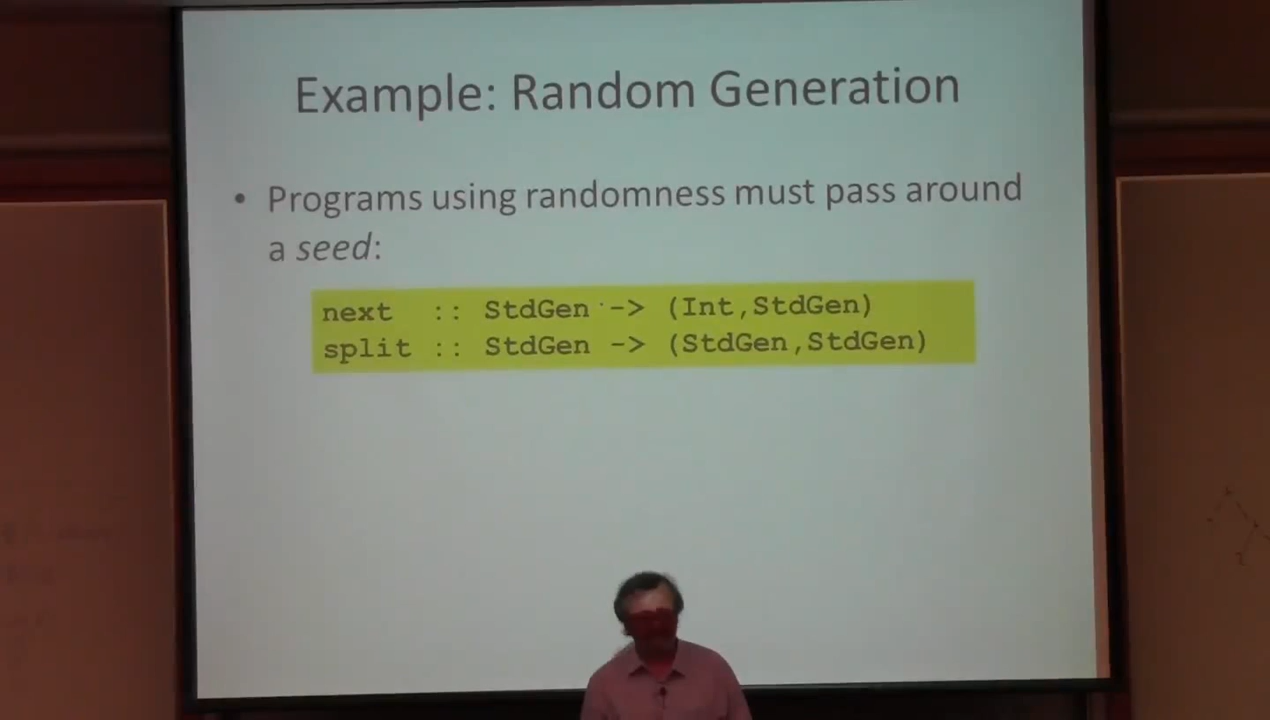 Example: Random Generation
• Programs using randomness must pass around
a seed:
next :: StdGen -> (Int,StdGen)
split :: StdGen -> (StdGen,StdGen)